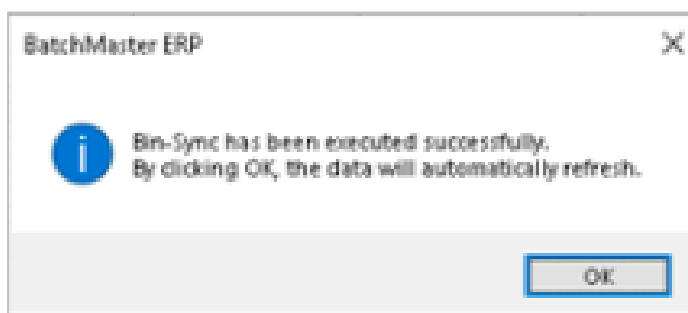 BatchMaster ERP
Bin-Sync has been executed successfully.
By clicking OK, the data will automatically refresh.
OK